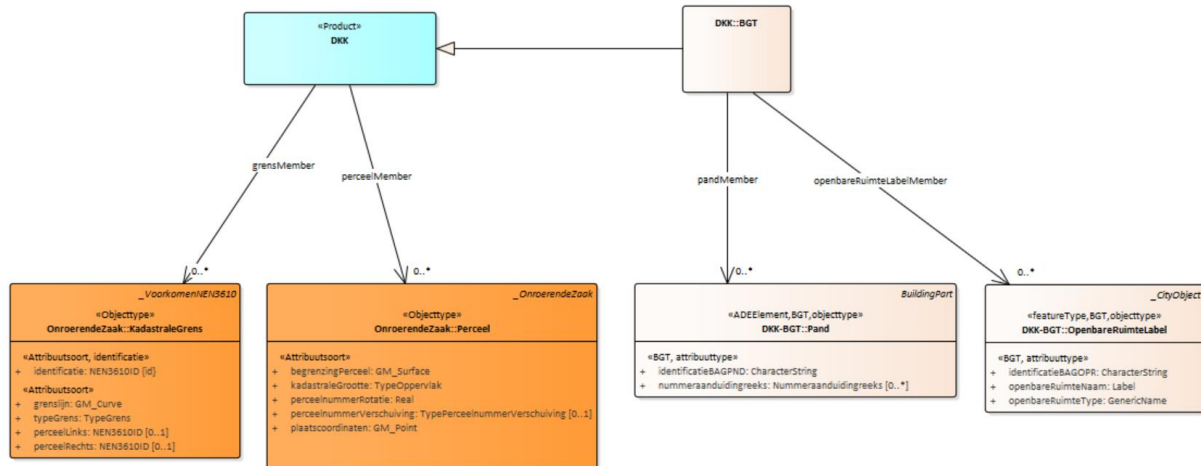 «Product»
DKK
DKK::BGT
grensMember
perceelMember
pandMember
openbareRuimteLabelMember
0..*
0..*
0..*
0..*
_VoorkomenNEN3610
«Objecttype»
OnroerendeZaak::KadastraleGrens
«Attribuutsoort, identificatie»
+ identificatie: NEN3610ID {id}
«Attribuutsoort»
+ grenslijn: GM_Curve
+ typeGrens: TypeGrens
+ perceelLinks: NEN3610ID [0..1]
+ perceelRechts: NEN3610ID [0..1]
_OnroerendeZaak
«Objecttype»
OnroerendeZaak::Perceel
«Attribuutsoort»
+ begrenzingPerceel: GM_Surface
+ kadastraleGrootte: TypeOppervlak
+ perceelnummerRotatie: Real
+ perceelnummerVerschuiving: TypePerceelnummerVerschuiving [0..1]
+ plaatscoordinaten: GM_Point
BuildingPart
«ADEElement,BGT,objecttype»
DKK-BGT::Pand
«BGT, attribuuttype»
+ identificatieBAGPND: CharacterString
+ nummeraanduidingreeks: Nummeraanduidingreeks [0..*]
_CityObject
«featureType,BGT,objecttype»
DKK-BGT::OpenbareRuimteLabel
«BGT, attribuuttype»
+ identificatieBAGOPR: CharacterString
+ openbareRuimteNaam: Label
+ openbareRuimteType: GenericName